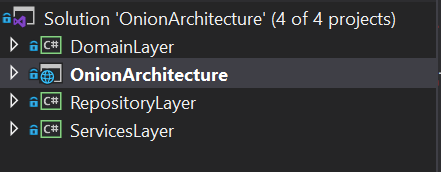 Solution 'OnionArchitecture' (4 of 4 projects)
C# DomainLayer
OnionArchitecture
C# RepositoryLayer
C# ServicesLayer